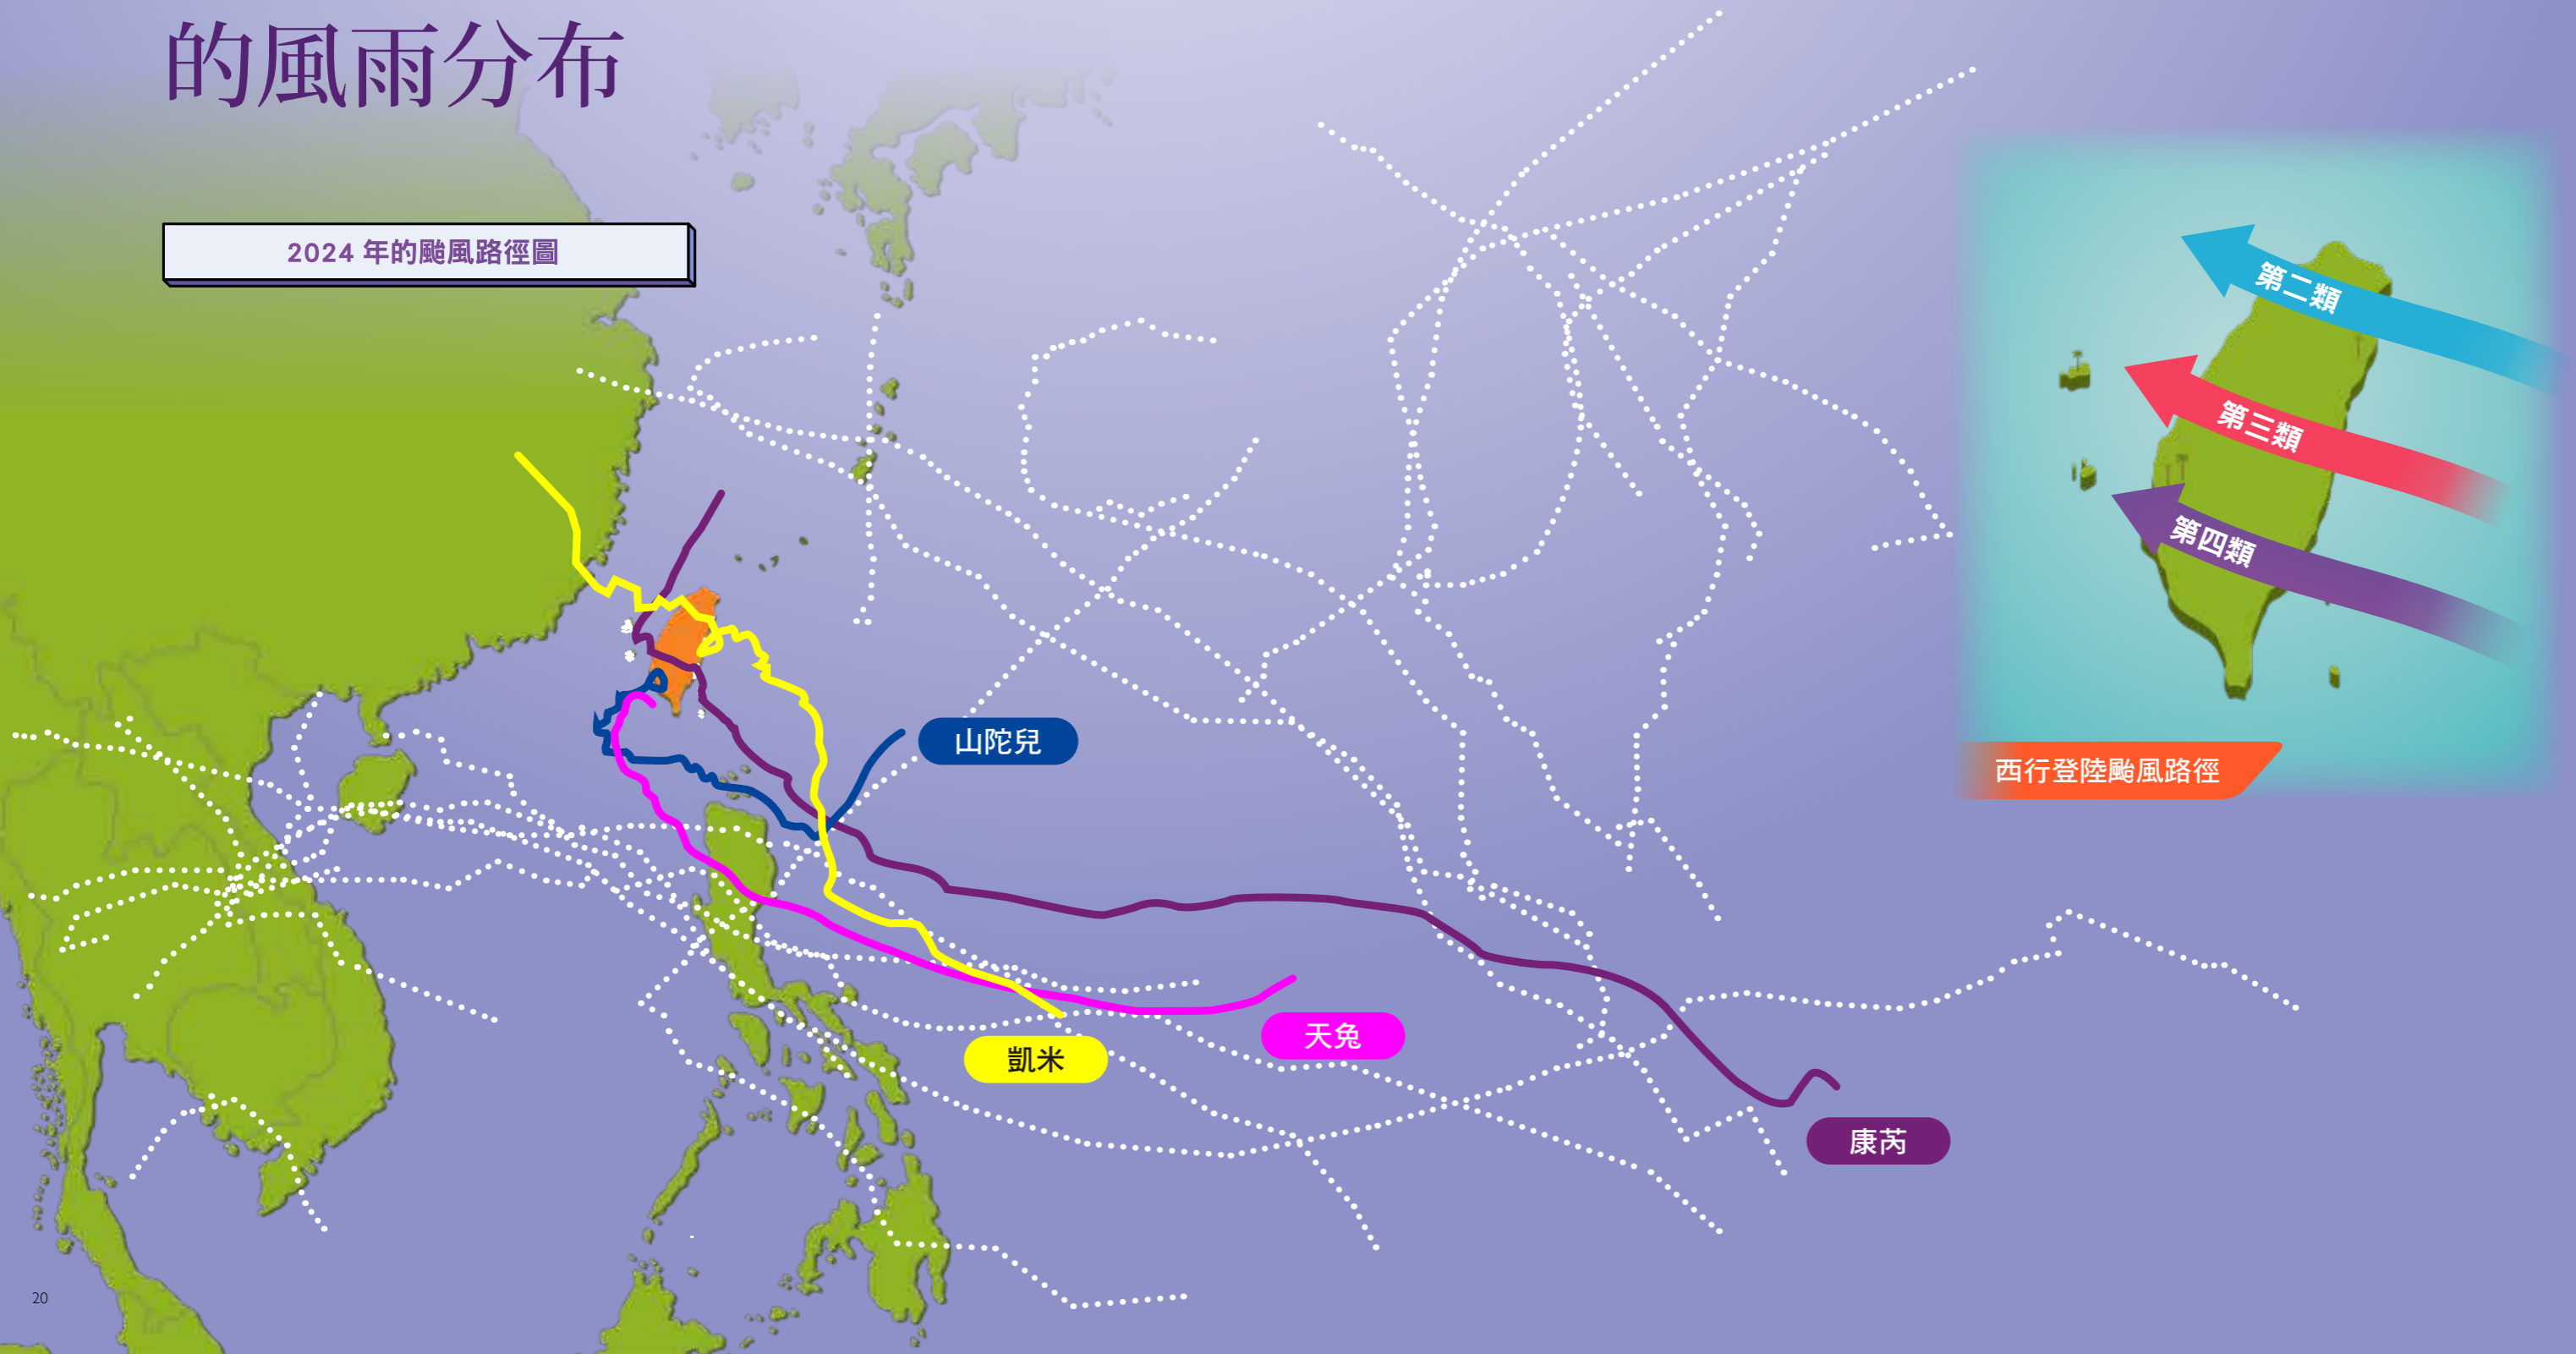 的風雨分布
2024 年的颱風路徑圖
第二類
第三類
第四類
西行登陸颱風路徑
山陀兒
天兔
凱米
康芮
20